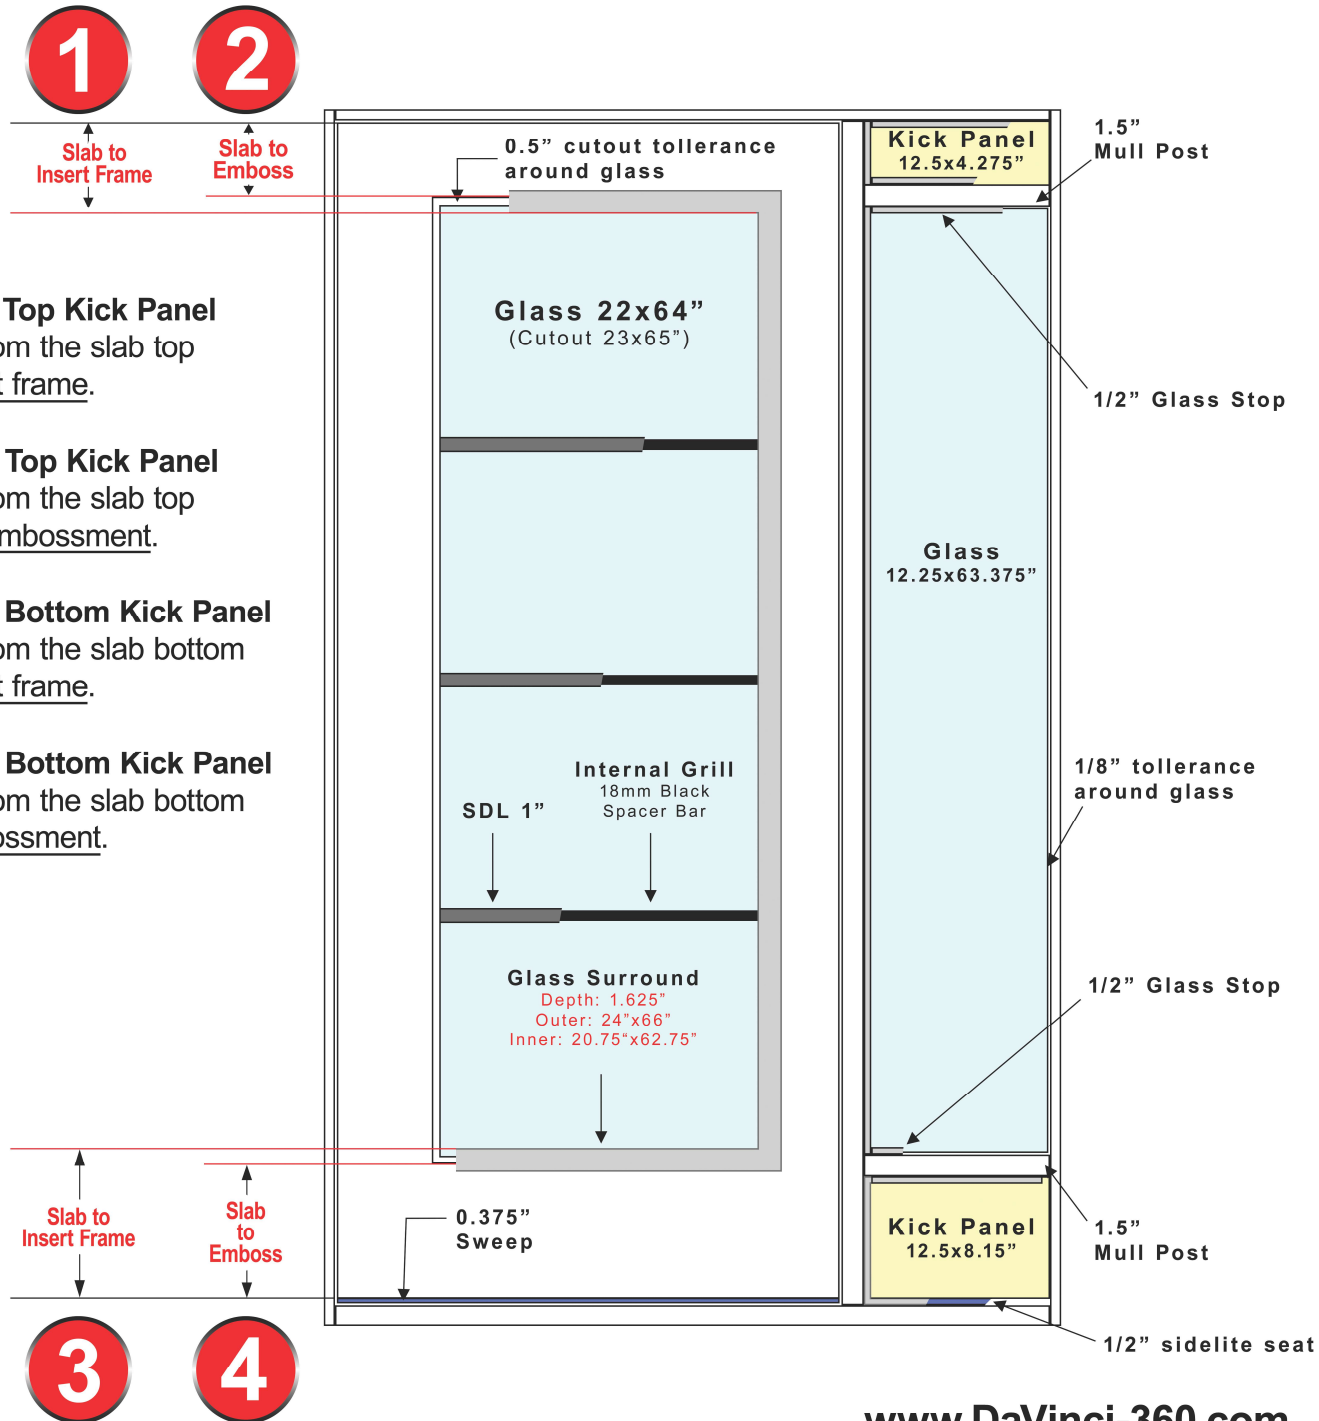 1
2
Slab to
Insert Frame
Slab to
Emboss
0.5” cutout tollerance
around glass
Kick Panel
12.5x4.275”
1.5”
Mull Post
Top Kick Panel
om the slab top
t frame.
Top Kick Panel
om the slab top
mbossment.
Bottom Kick Panel
om the slab bottom
t frame.
Bottom Kick Panel
om the slab bottom
ossment.
Glass 22x64”
(Cutout 23x65”)
1/2” Glass Stop
Glass
12.25x63.375”
Internal Grill
18mm Black
Spacer Bar
SDL 1”
1/8” tollerance
around glass
Glass Surround
Depth: 1.625”
Outer: 24”x66”
Inner: 20.75“x62.75”
1/2” Glass Stop
Slab to
Insert Frame
Slab
to
Emboss
0.375”
Sweep
Kick Panel
12.5x8.15”
1.5”
Mull Post
1/2” sidelite seat
3
4
www.DaVinci-360.com